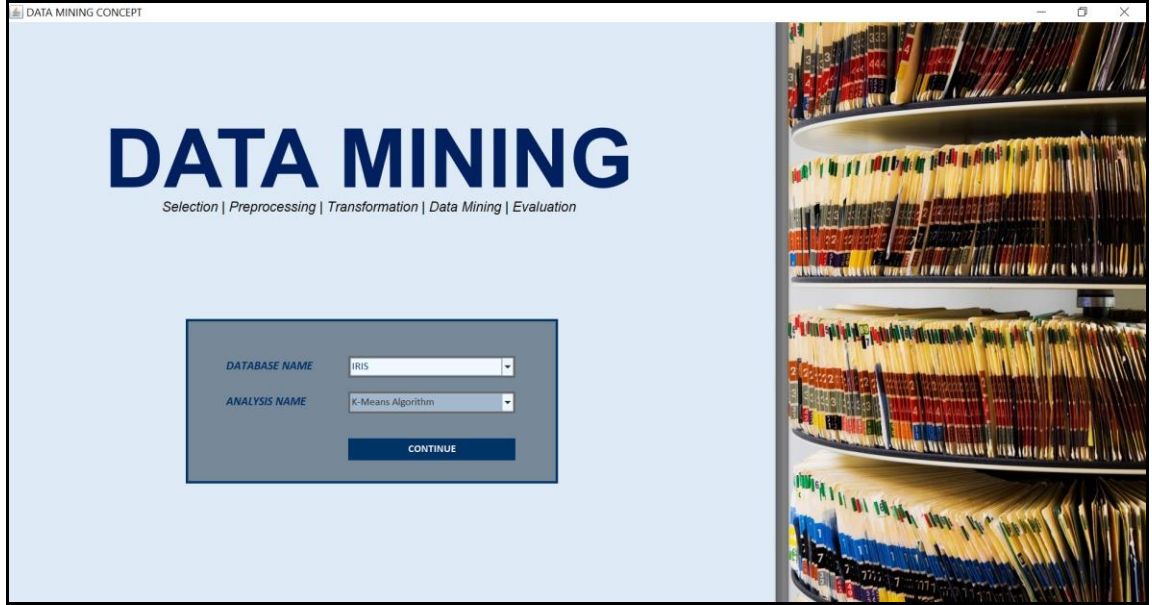 DATA MINING CONCEPT
DATA MINING
Selection | Preprocessing | Transformation | Data Mining | Evaluation
DATABASE NAME
IRIS
ANALYSIS NAME
K-Means Algorithm
CONTINUE